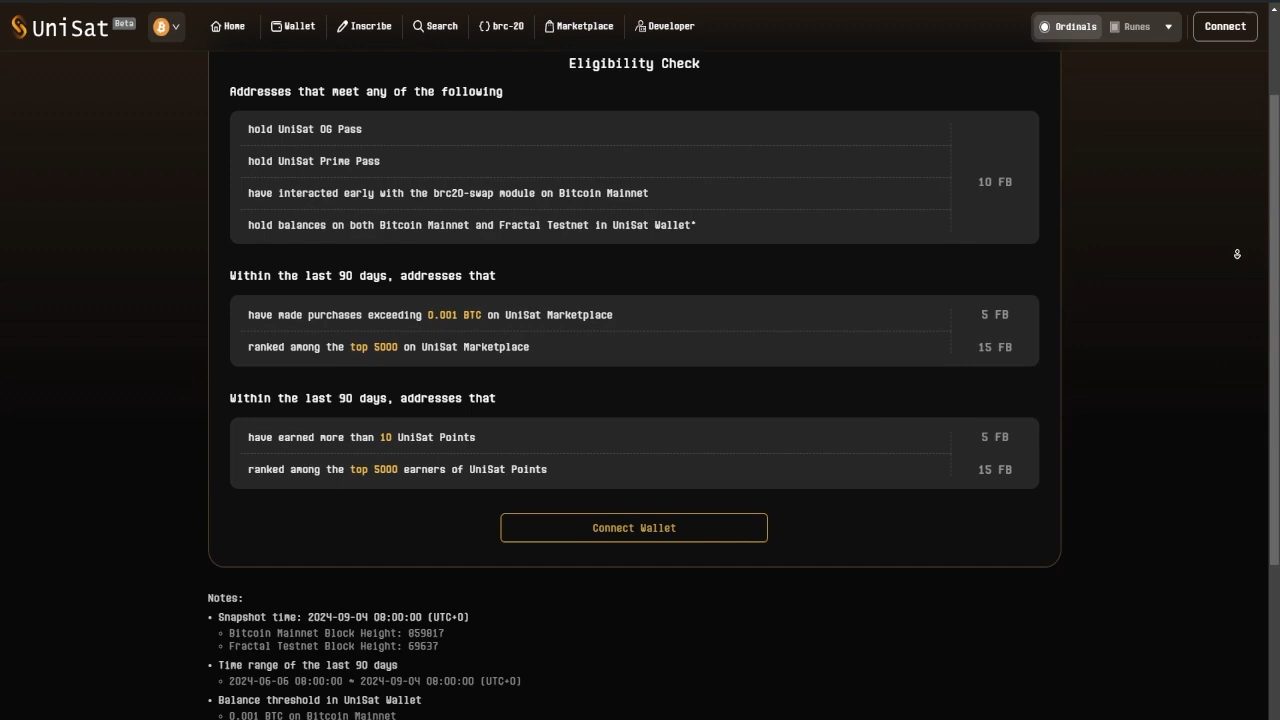 UniSat Beta Home Wallet Inscribe Search brc-20 Marketplace Developer Ordinals Runes Connect
Eligibility Check
Addresses that meet any of the following
hold UniSat OG Pass
hold UniSat Prime Pass
have interacted early with the brc20-swap module on Bitcoin Mainnet
hold balances on both Bitcoin Mainnet and Fractal Testnet in UniSat Wallet*
10 FB
Within the last 90 days, addresses that
have made purchases exceeding 0.001 BTC on UniSat Marketplace 5 FB
ranked among the top 5000 on UniSat Marketplace 15 FB
Within the last 90 days, addresses that
have earned more than 10 UniSat Points 5 FB
ranked among the top 5000 earners of UniSat Points 15 FB
Connect Wallet
Notes:
• Snapshot time: 2024-09-04 08:00:00 (UTC+0)
◦ Bitcoin Mainnet Block Height: 859817
◦ Fractal Testnet Block Height: 69637
• Time range of the last 90 days
◦ 2024-06-06 08:00:00 ~ 2024-09-04 08:00:00 (UTC+0)
• Balance threshold in UniSat Wallet
◦ 0.001 BTC on Bitcoin Mainnet